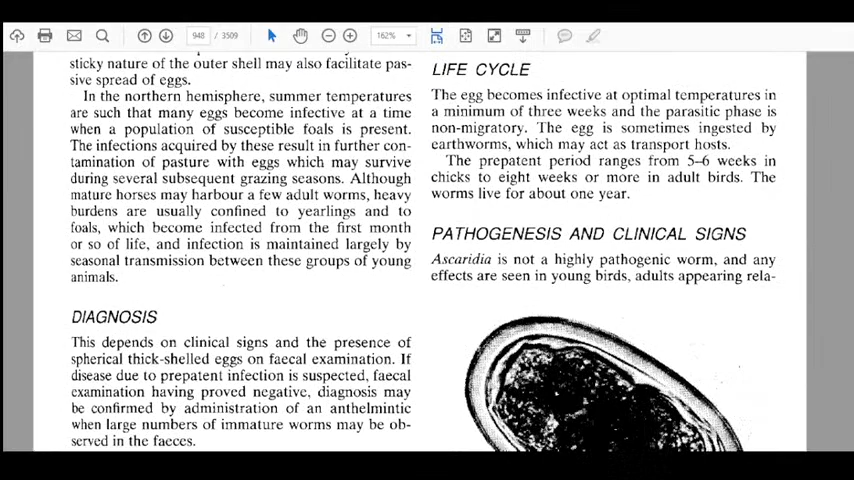 948 / 3509
162%
sticky nature of the outer shell may also facilitate pas-
sive spread of eggs.
In the northern hemisphere, summer temperatures
are such that many eggs become infective at a time
when a population of susceptible foals is present.
The infections acquired by these result in further con-
tamination of pasture with eggs which may survive
during several subsequent grazing seasons. Although
mature horses may harbour a few adult worms, heavy
burdens are usually confined to yearlings and to
foals, which become infected from the first month
or so of life, and infection is maintained largely by
seasonal transmission between these groups of young
animals.
DIAGNOSIS
This depends on clinical signs and the presence of
spherical thick-shelled eggs on faecal examination. If
disease due to prepatent infection is suspected, faecal
examination having proved negative, diagnosis may
be confirmed by administration of an anthelmintic
when large numbers of immature worms may be ob-
served in the faeces.
LIFE CYCLE
The egg becomes infective at optimal temperatures in
a minimum of three weeks and the parasitic phase is
non-migratory. The egg is sometimes ingested by
earthworms, which may act as transport hosts.
The prepatent period ranges from 5–6 weeks in
chicks to eight weeks or more in adult birds. The
worms live for about one year.
PATHOGENESIS AND CLINICAL SIGNS
Ascaridia is not a highly pathogenic worm, and any
effects are seen in young birds, adults appearing rela-